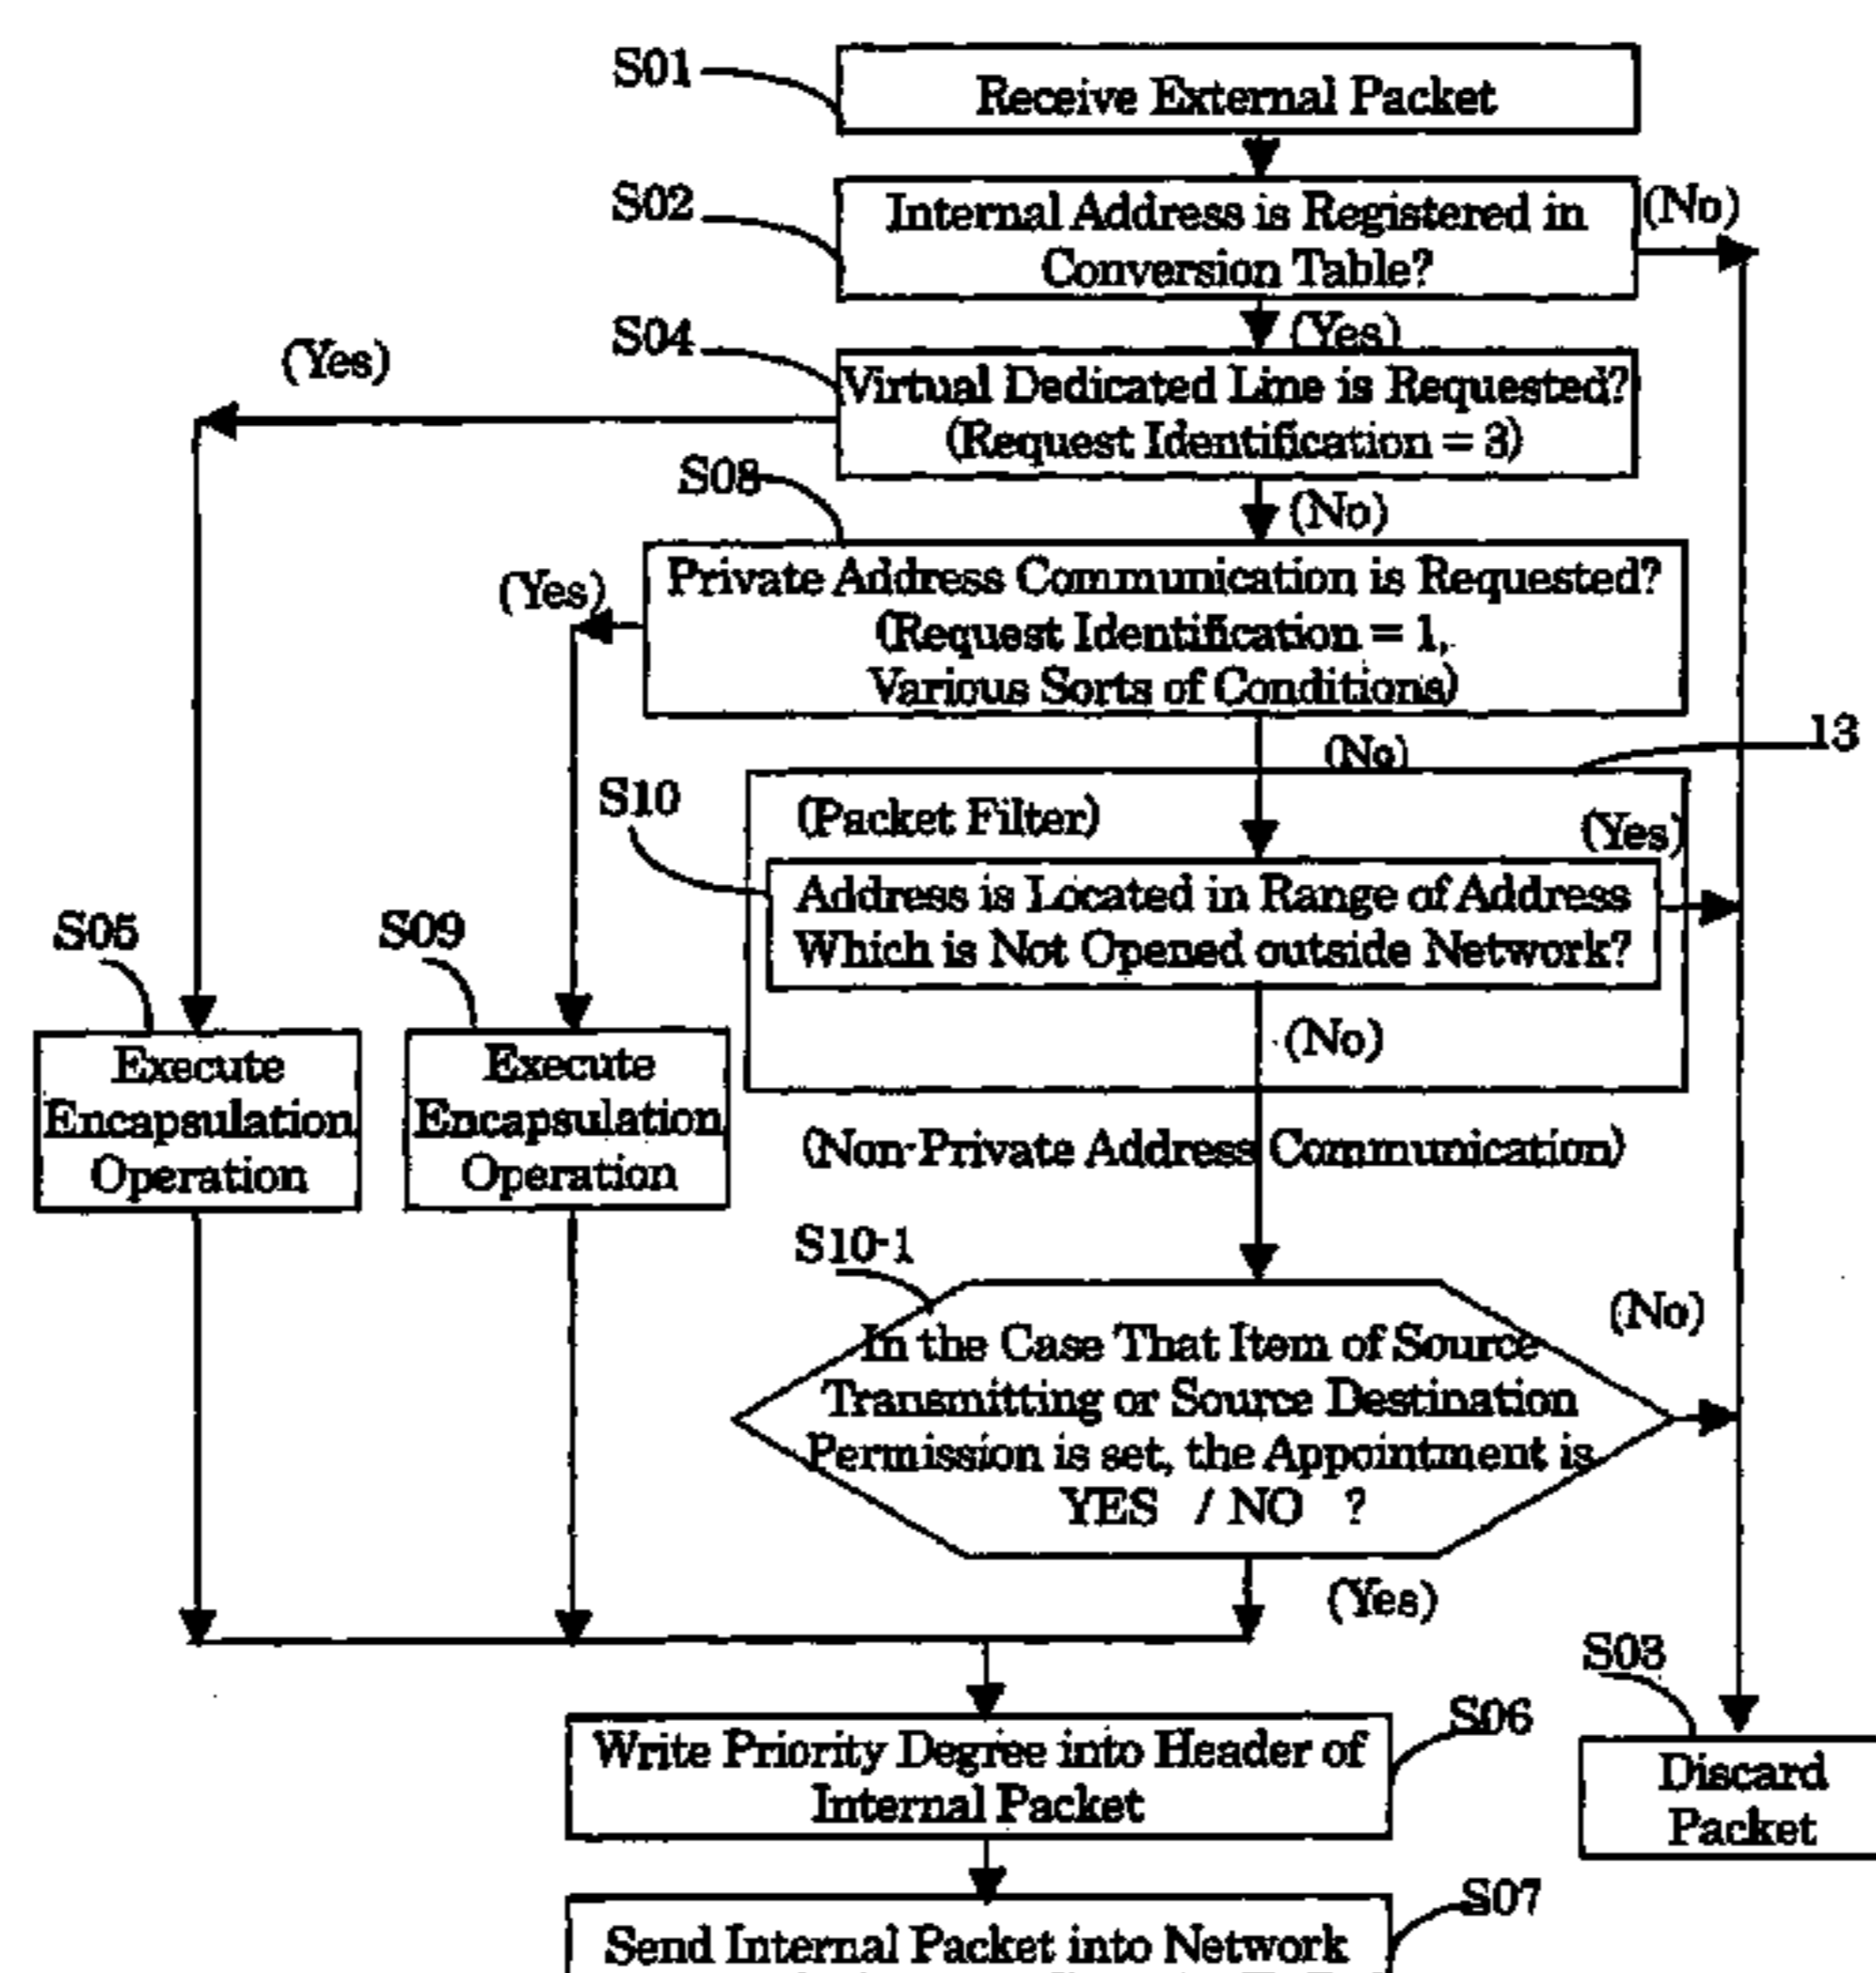 S01
Receive External Packet
S02
Internal Address is Registered in
Conversion Table?
(No)
(Yes)
S04
Virtual Dedicated Line is Requested?
(Request Identification = 3)
(Yes)
(No)
S08
Private Address Communication is Requested?
(Request Identification = 1,
Various Sorts of Conditions)
(Yes)
(No)
13
(Packet Filter)
S10
Address is Located in Range of Address
Which is Not Opened outside Network?
(Yes)
(No)
S05
Execute
Encapsulation
Operation
S09
Execute
Encapsulation
Operation
(Non-Private Address Communication)
S10-1
In the Case That Item of Source
Transmitting or Source Destination
Permission is set, the Appointment is
YES / NO ?
(No)
(Yes)
S03
Discard
Packet
S06
Write Priority Degree into Header of
Internal Packet
S07
Send Internal Packet into Network